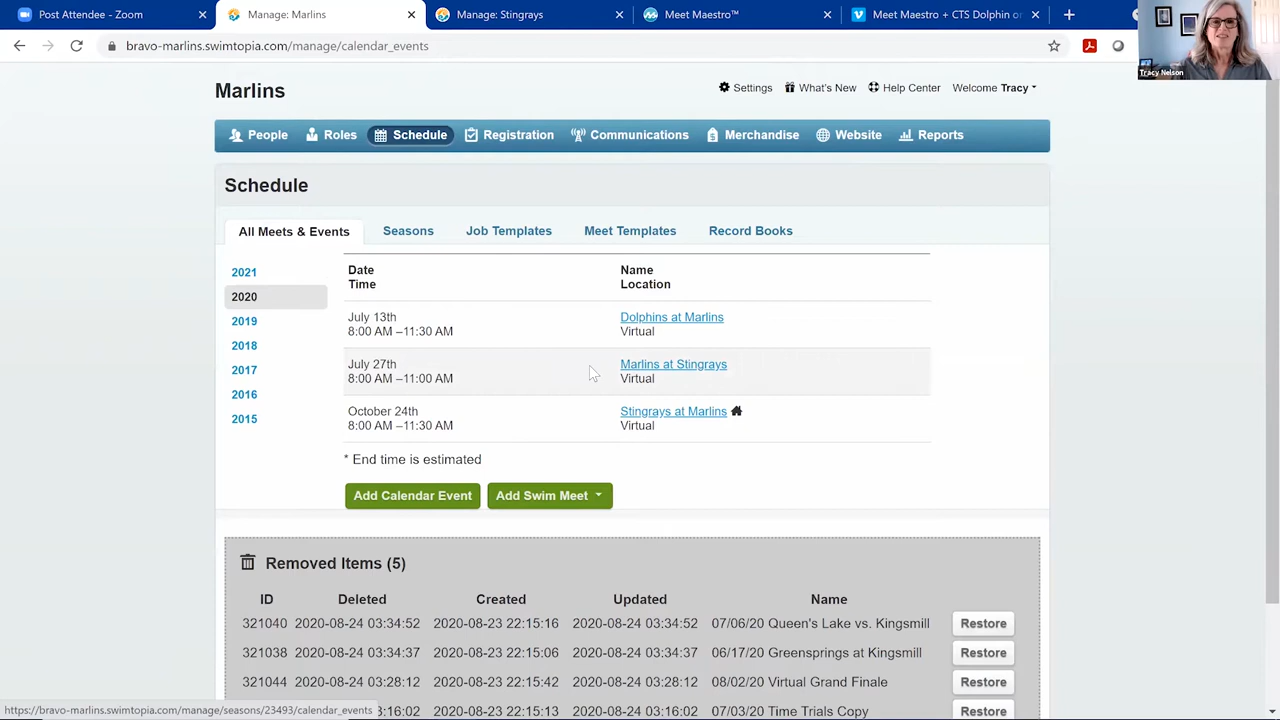 Post Attendee - Zoom
Manage: Marlins
Manage: Stingrays
Meet Maestro™
Meet Maestro + CTS Dolphin or
bravo-marlins.swimtopia.com/manage/calendar_events
Tracy Nelson
Marlins
Settings What's New Help Center Welcome Tracy
People Roles Schedule Registration Communications Merchandise Website Reports
Schedule
All Meets & Events Seasons Job Templates Meet Templates Record Books
2021
2020
2019
2018
2017
2016
2015
Date Name
Time Location
July 13th Dolphins at Marlins
8:00 AM –11:30 AM Virtual
July 27th Marlins at Stingrays
8:00 AM –11:00 AM Virtual
October 24th Stingrays at Marlins
8:00 AM –11:30 AM Virtual
* End time is estimated
Add Calendar Event Add Swim Meet
Removed Items (5)
ID Deleted Created Updated Name
321040 2020-08-24 03:34:52 2020-08-23 22:15:16 2020-08-24 03:34:52 07/06/20 Queen's Lake vs. Kingsmill Restore
321038 2020-08-24 03:34:37 2020-08-23 22:15:06 2020-08-24 03:34:37 06/17/20 Greensprings at Kingsmill Restore
321044 2020-08-24 03:28:12 2020-08-23 22:15:42 2020-08-24 03:28:12 08/02/20 Virtual Grand Finale Restore
3:16:02 2020-08-23 22:15:13 2020-08-24 03:16:02 07/03/20 Time Trials Copy Restore
https://bravo-marlins.swimtopia.com/manage/seasons/23493/calendar_events